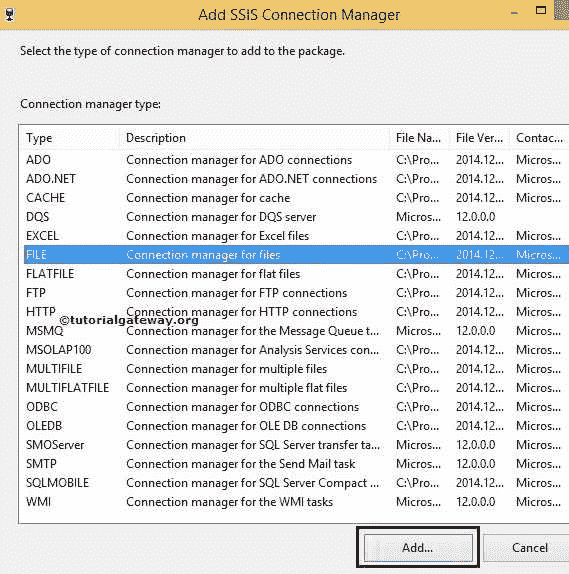 Add SSIS Connection Manager
Select the type of connection manager to add to the package.
Connection manager type:
Type Description File Na... File Ver... Contac...
ADO Connection manager for ADO connections C:\Pro... 2014.12... Micros...
ADO.NET Connection manager for ADO.NET connections C:\Pro... 2014.12... Micros...
CACHE Connection manager for cache C:\Pro... 2014.12... Micros...
DQS Connection manager for DQS server Micros... 12.0.0.0
EXCEL Connection manager for Excel files C:\Pro... 2014.12... Micros...
FILE Connection manager for files C:\Pro... 2014.12... Micros...
FLATFILE Connection manager for flat files C:\Pro... 2014.12... Micros...
FTP Connection manager for FTP connections C:\Pro... 2014.12... Micros...
HTTP Connection manager for HTTP connections C:\Pro... 2014.12... Micros...
©tutorialgateway.org
MSMQ Connection manager for the Message Queue t... Micros... 12.0.0.0 Micros...
MSOLAP100 Connection manager for Analysis Services con... C:\Pro... 2014.12... Micros...
MULTIFILE Connection manager for multiple files C:\Pro... 2014.12... Micros...
MULTIFLATFILE Connection manager for multiple flat files C:\Pro... 2014.12... Micros...
ODBC Connection manager for ODBC connections C:\Pro... 2014.12... Micros...
OLEDB Connection manager for OLE DB connections C:\Pro... 2014.12... Micros...
SMOServer Connection manager for SQL Server transfer ta... Micros... 12.0.0.0 Micros...
SMTP Connection manager for the Send Mail task Micros... 12.0.0.0 Micros...
SQLMOBILE Connection manager for SQL Server Compact ... C:\Pro... 2014.12... Micros...
WMI Connection manager for the WMI tasks Micros... 12.0.0.0 Micros...
Add... Cancel